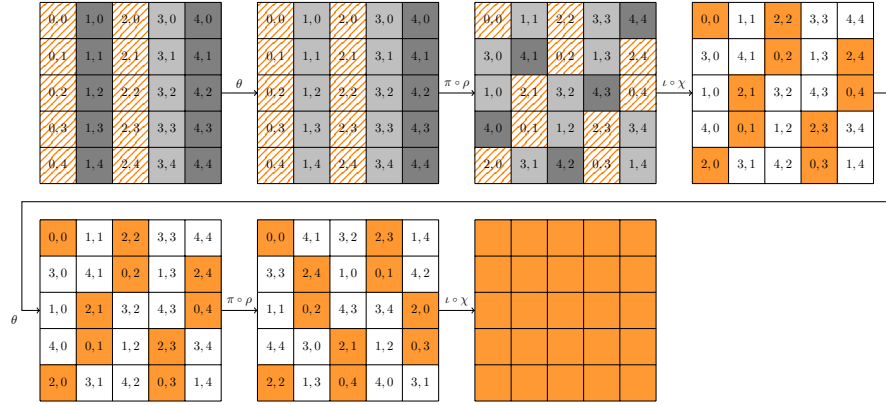 0,0 1,0 2,0 3,0 4,0 0,0 1,0 2,0 3,0 4,0 0,0 1,1 2,2 3,3 4,4 0,0 1,1 2,2 3,3 4,4
0,1 1,1 2,1 3,1 4,1 0,1 1,1 2,1 3,1 4,1 3,0 4,1 0,2 1,3 2,4 3,0 4,1 0,2 1,3 2,4
θ π∘ρ ι∘χ
0,2 1,2 2,2 3,2 4,2 0,2 1,2 2,2 3,2 4,2 1,0 2,1 3,2 4,3 0,4 1,0 2,1 3,2 4,3 0,4
0,3 1,3 2,3 3,3 4,3 0,3 1,3 2,3 3,3 4,3 4,0 0,1 1,2 2,3 3,4 4,0 0,1 1,2 2,3 3,4
0,4 1,4 2,4 3,4 4,4 0,4 1,4 2,4 3,4 4,4 2,0 3,1 4,2 0,3 1,4 2,0 3,1 4,2 0,3 1,4
0,0 1,1 2,2 3,3 4,4 0,0 4,1 3,2 2,3 1,4
3,0 4,1 0,2 1,3 2,4 3,3 2,4 1,0 0,1 4,2
π∘ρ ι∘χ
1,0 2,1 3,2 4,3 0,4 1,1 0,2 4,3 3,4 2,0
θ
4,0 0,1 1,2 2,3 3,4 4,4 3,0 2,1 1,2 0,3
2,0 3,1 4,2 0,3 1,4 2,2 1,3 0,4 4,0 3,1